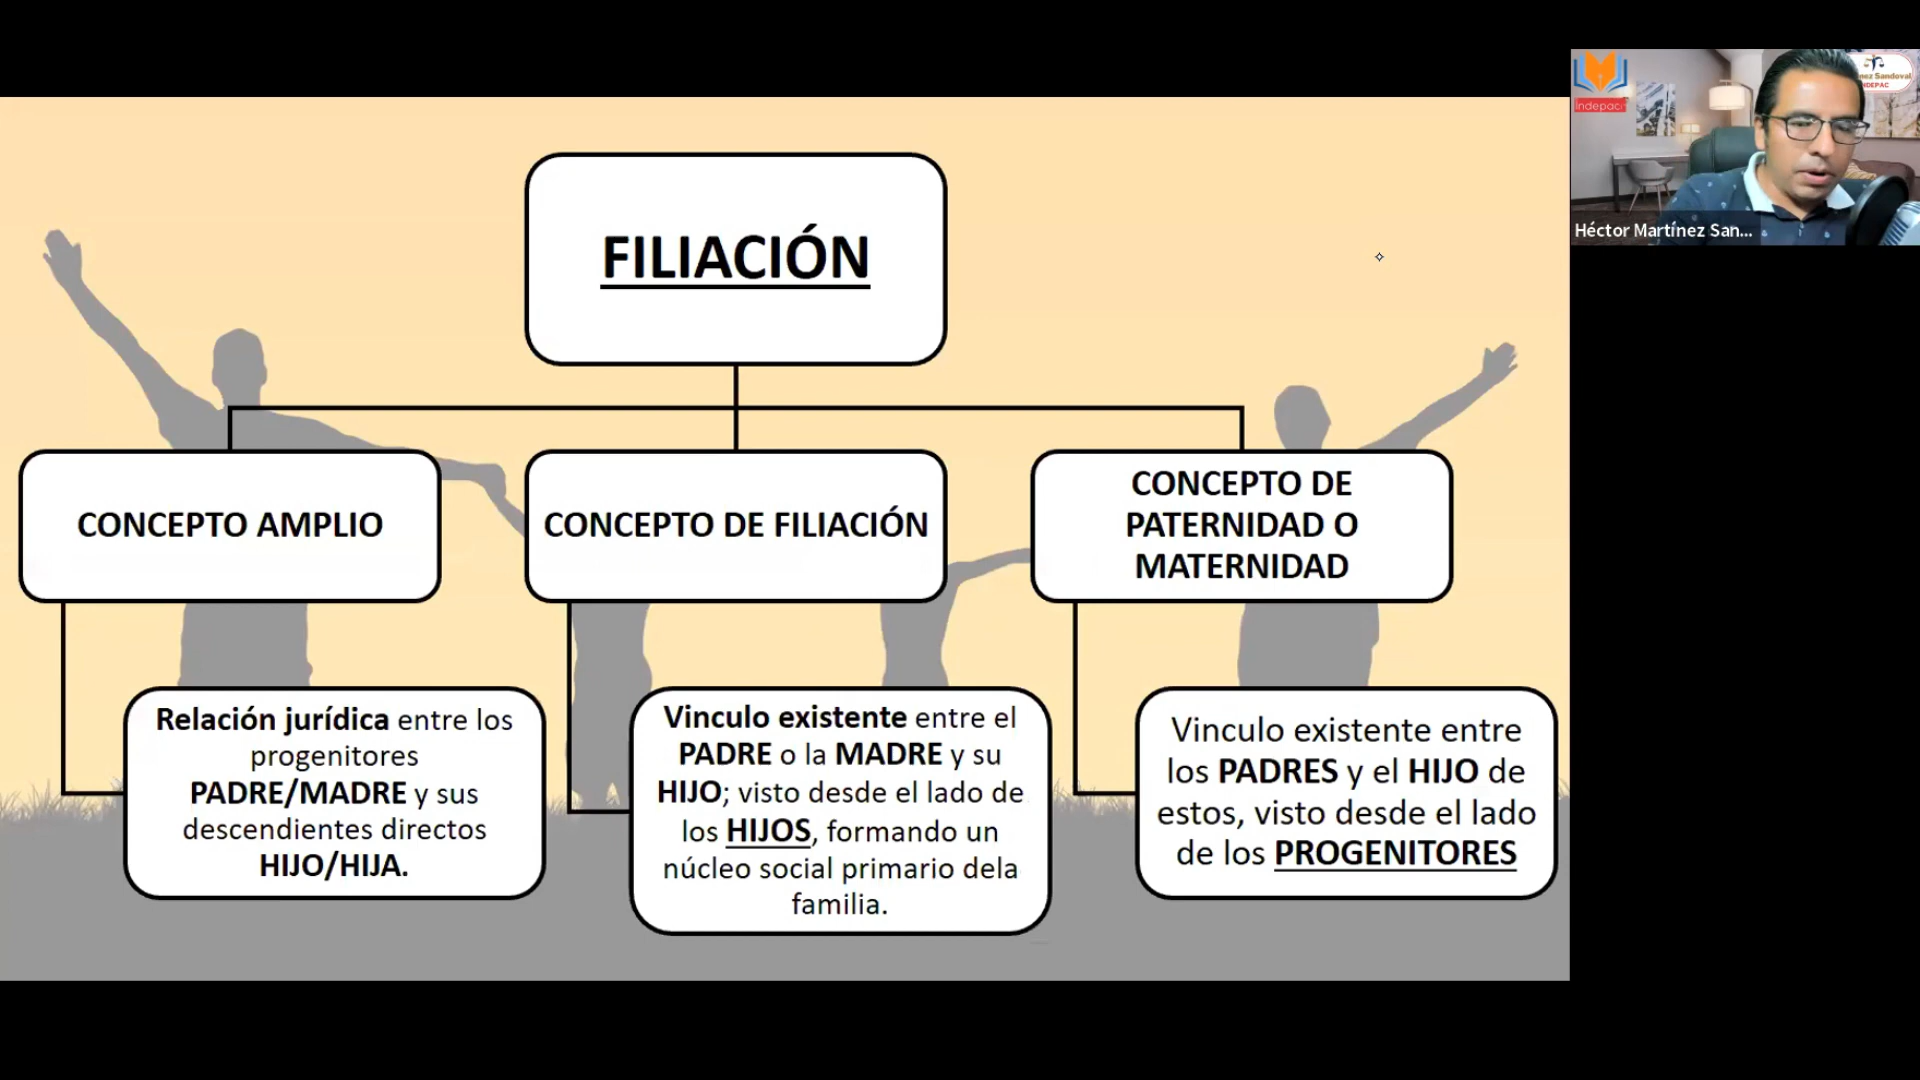 FILIACIÓN
CONCEPTO AMPLIO
CONCEPTO DE FILIACIÓN
CONCEPTO DE
PATERNIDAD O
MATERNIDAD
Relación jurídica entre los
progenitores
PADRE/MADRE y sus
descendientes directos
HIJO/HIJA.
Vinculo existente entre el
PADRE o la MADRE y su
HIJO; visto desde el lado de
los HIJOS, formando un
núcleo social primario dela
familia.
Vinculo existente entre
los PADRES y el HIJO de
estos, visto desde el lado
de los PROGENITORES
Indepac
Sandoval
Héctor Martínez San...